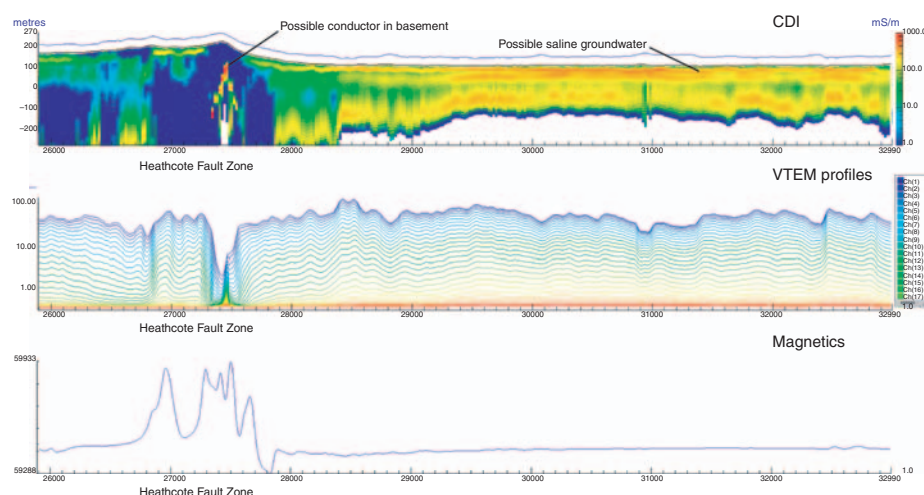 metres
CDI
mS/m
Possible conductor in basement
Possible saline groundwater
270
200
100
0
−100
−200
1000.0
100.0
10.0
1.0
26000 27000 28000 29000 30000 31000 32000 32990
Heathcote Fault Zone
VTEM profiles
100.00
10.00
1.00
Ch(1)
Ch(2)
Ch(3)
Ch(4)
Ch(5)
Ch(6)
Ch(7)
Ch(8)
Ch(9)
Ch(10)
Ch(11)
Ch(12)
Ch(13)
Ch(14)
Ch(15)
Ch(16)
Ch(17)
1.0
26000 27000 28000 29000 30000 31000 32000 32990
Heathcote Fault Zone
Magnetics
59933
59288
1.0
26000 27000 28000 29000 30000 31000 32000 32990
Heathcote Fault Zone